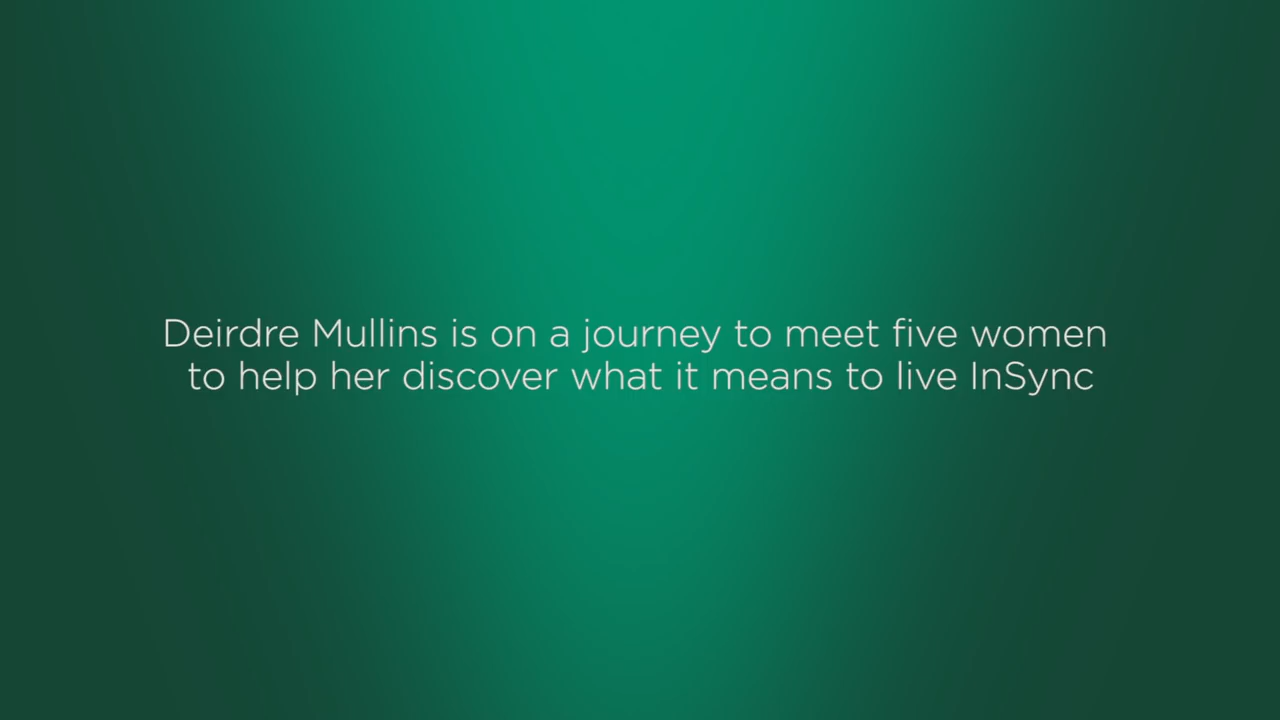 Deirdre Mullins is on a journey to meet five women
to help her discover what it means to live InSync